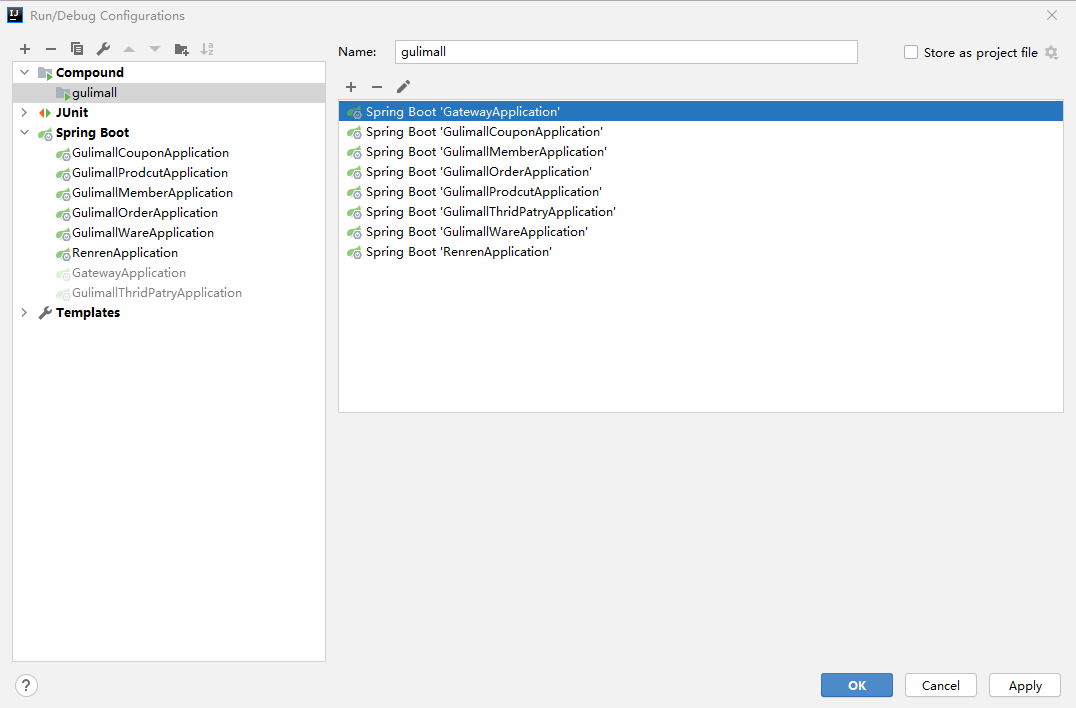 Run/Debug Configurations
Name:
gulimall
Store as project file
Compound
gulimall
JUnit
Spring Boot
GulimallCouponApplication
GulimallProdcutApplication
GulimallMemberApplication
GulimallOrderApplication
GulimallWareApplication
RenrenApplication
GatewayApplication
GulimallThridPatryApplication
Templates
Spring Boot 'GatewayApplication'
Spring Boot 'GulimallCouponApplication'
Spring Boot 'GulimallMemberApplication'
Spring Boot 'GulimallOrderApplication'
Spring Boot 'GulimallProdcutApplication'
Spring Boot 'GulimallThridPatryApplication'
Spring Boot 'GulimallWareApplication'
Spring Boot 'RenrenApplication'
?
OK
Cancel
Apply